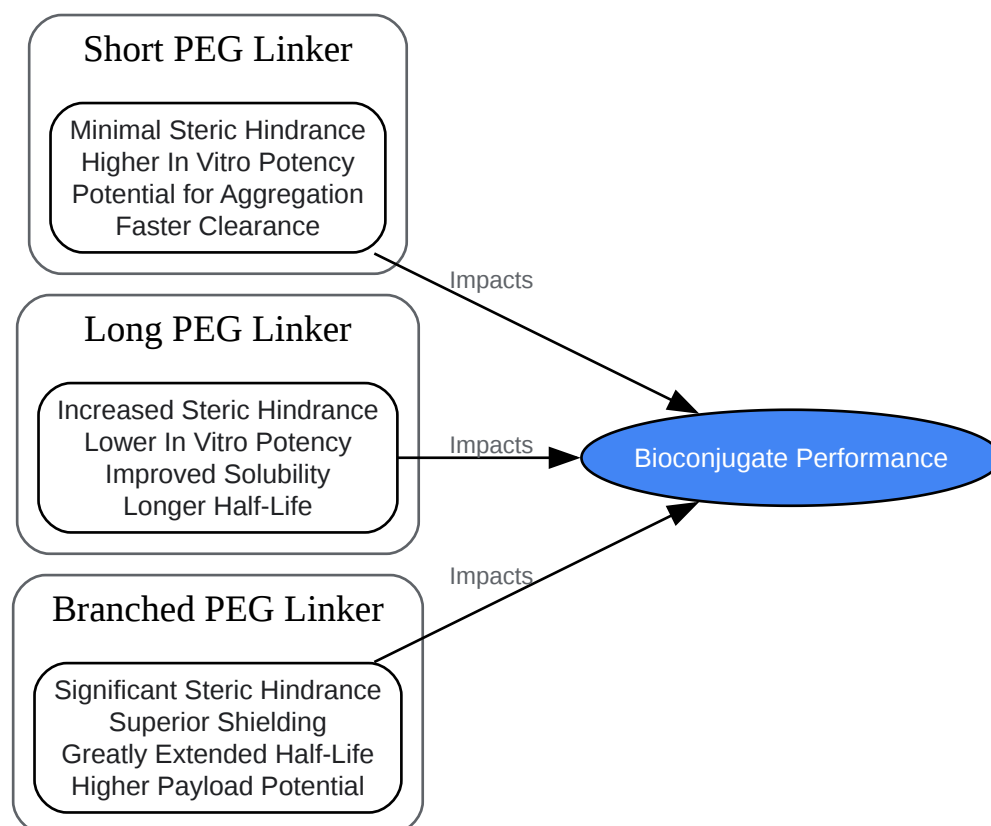 Short PEG Linker
Minimal Steric Hindrance
Higher In Vitro Potency
Potential for Aggregation
Faster Clearance
Impacts
Long PEG Linker
Increased Steric Hindrance
Lower In Vitro Potency
Improved Solubility
Longer Half-Life
Impacts
Bioconjugate Performance
Impacts
Branched PEG Linker
Significant Steric Hindrance
Superior Shielding
Greatly Extended Half-Life
Higher Payload Potential